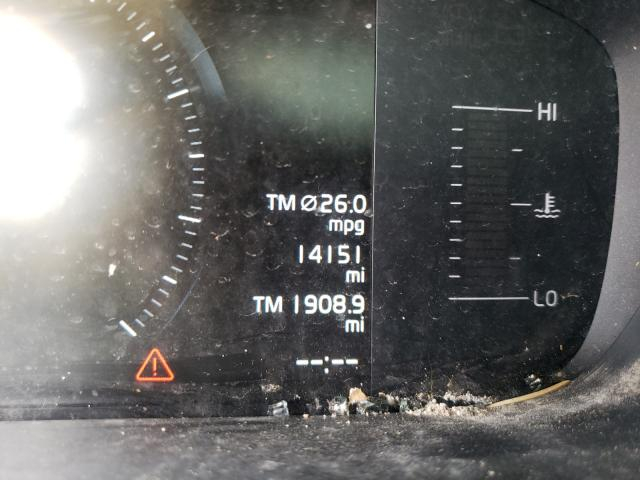 HI
TM Ø26.0
mpg
14151
mi
TM 1908.9
mi
LO
--:--